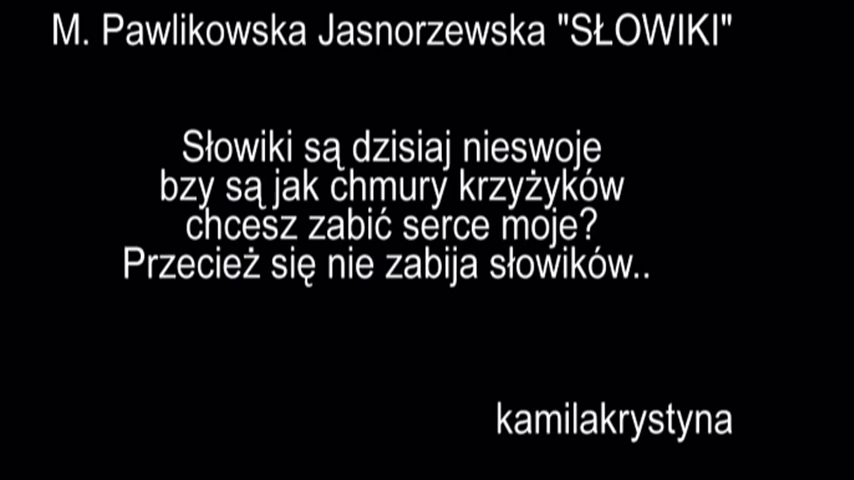 M. Pawlikowska Jasnorzewska "SŁOWIKI"
Słowiki są dzisiaj nieswoje
bzy są jak chmury krzyżyków
chcesz zabić serce moje?
Przecież się nie zabija słowików..
kamilakrystyna